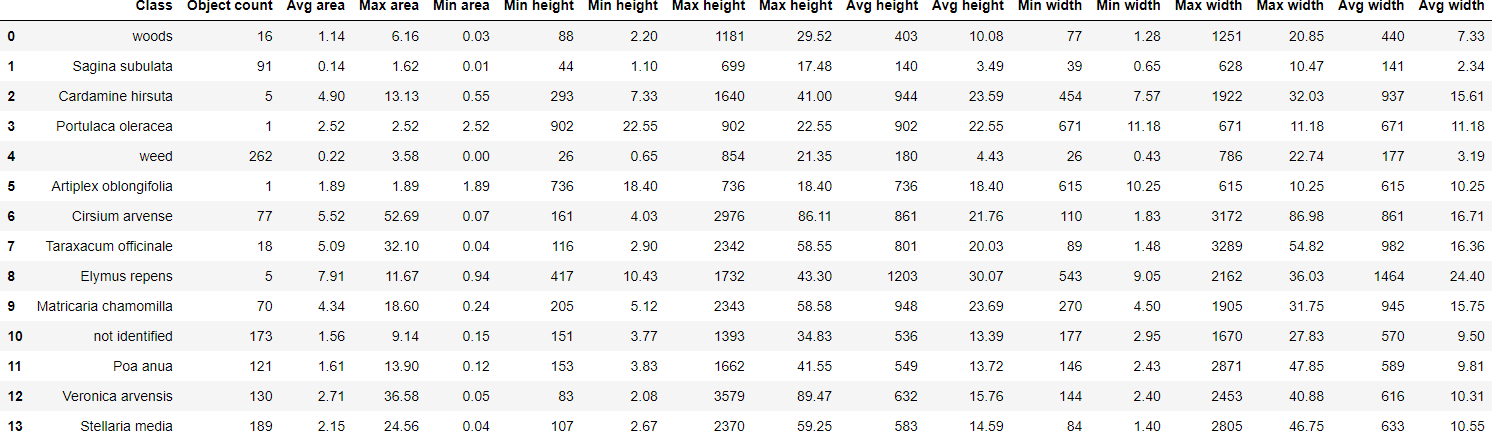 Class Object count Avg area Max area Min area Min height Min height Max height Max height Avg height Avg height Min width Min width Max width Max width Avg width Avg width
0 woods 16 1.14 6.16 0.03 88 2.20 1181 29.52 403 10.08 77 1.28 1251 20.85 440 7.33
1 Sagina subulata 91 0.14 1.62 0.01 44 1.10 699 17.48 140 3.49 39 0.65 628 10.47 141 2.34
2 Cardamine hirsuta 5 4.90 13.13 0.55 293 7.33 1640 41.00 944 23.59 454 7.57 1922 32.03 937 15.61
3 Portulaca oleracea 1 2.52 2.52 2.52 902 22.55 902 22.55 902 22.55 671 11.18 671 11.18 671 11.18
4 weed 262 0.22 3.58 0.00 26 0.65 854 21.35 180 4.43 26 0.43 786 22.74 177 3.19
5 Artiplex oblongifolia 1 1.89 1.89 1.89 736 18.40 736 18.40 736 18.40 615 10.25 615 10.25 615 10.25
6 Cirsium arvense 77 5.52 52.69 0.07 161 4.03 2976 86.11 861 21.76 110 1.83 3172 86.98 861 16.71
7 Taraxacum officinale 18 5.09 32.10 0.04 116 2.90 2342 58.55 801 20.03 89 1.48 3289 54.82 982 16.36
8 Elymus repens 5 7.91 11.67 0.94 417 10.43 1732 43.30 1203 30.07 543 9.05 2162 36.03 1464 24.40
9 Matricaria chamomilla 70 4.34 18.60 0.24 205 5.12 2343 58.58 948 23.69 270 4.50 1905 31.75 945 15.75
10 not identified 173 1.56 9.14 0.15 151 3.77 1393 34.83 536 13.39 177 2.95 1670 27.83 570 9.50
11 Poa anua 121 1.61 13.90 0.12 153 3.83 1662 41.55 549 13.72 146 2.43 2871 47.85 589 9.81
12 Veronica arvensis 130 2.71 36.58 0.05 83 2.08 3579 89.47 632 15.76 144 2.40 2453 40.88 616 10.31
13 Stellaria media 189 2.15 24.56 0.04 107 2.67 2370 59.25 583 14.59 84 1.40 2805 46.75 633 10.55